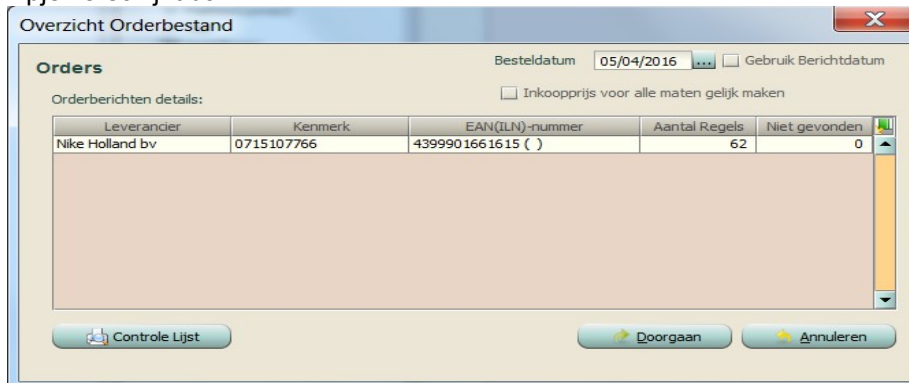 Overzicht Orderbestand
Orders
Besteldatum 05/04/2016 ... Gebruik Berichtdatum
Orderberichten details:
Inkoopprijs voor alle maten gelijk maken
Leverancier Kenmerk EAN(ILN)-nummer Aantal Regels Niet gevonden
Nike Holland bv 0715107766 4399901661615 ( ) 62 0
Controle Lijst Doorgaan Annuleren